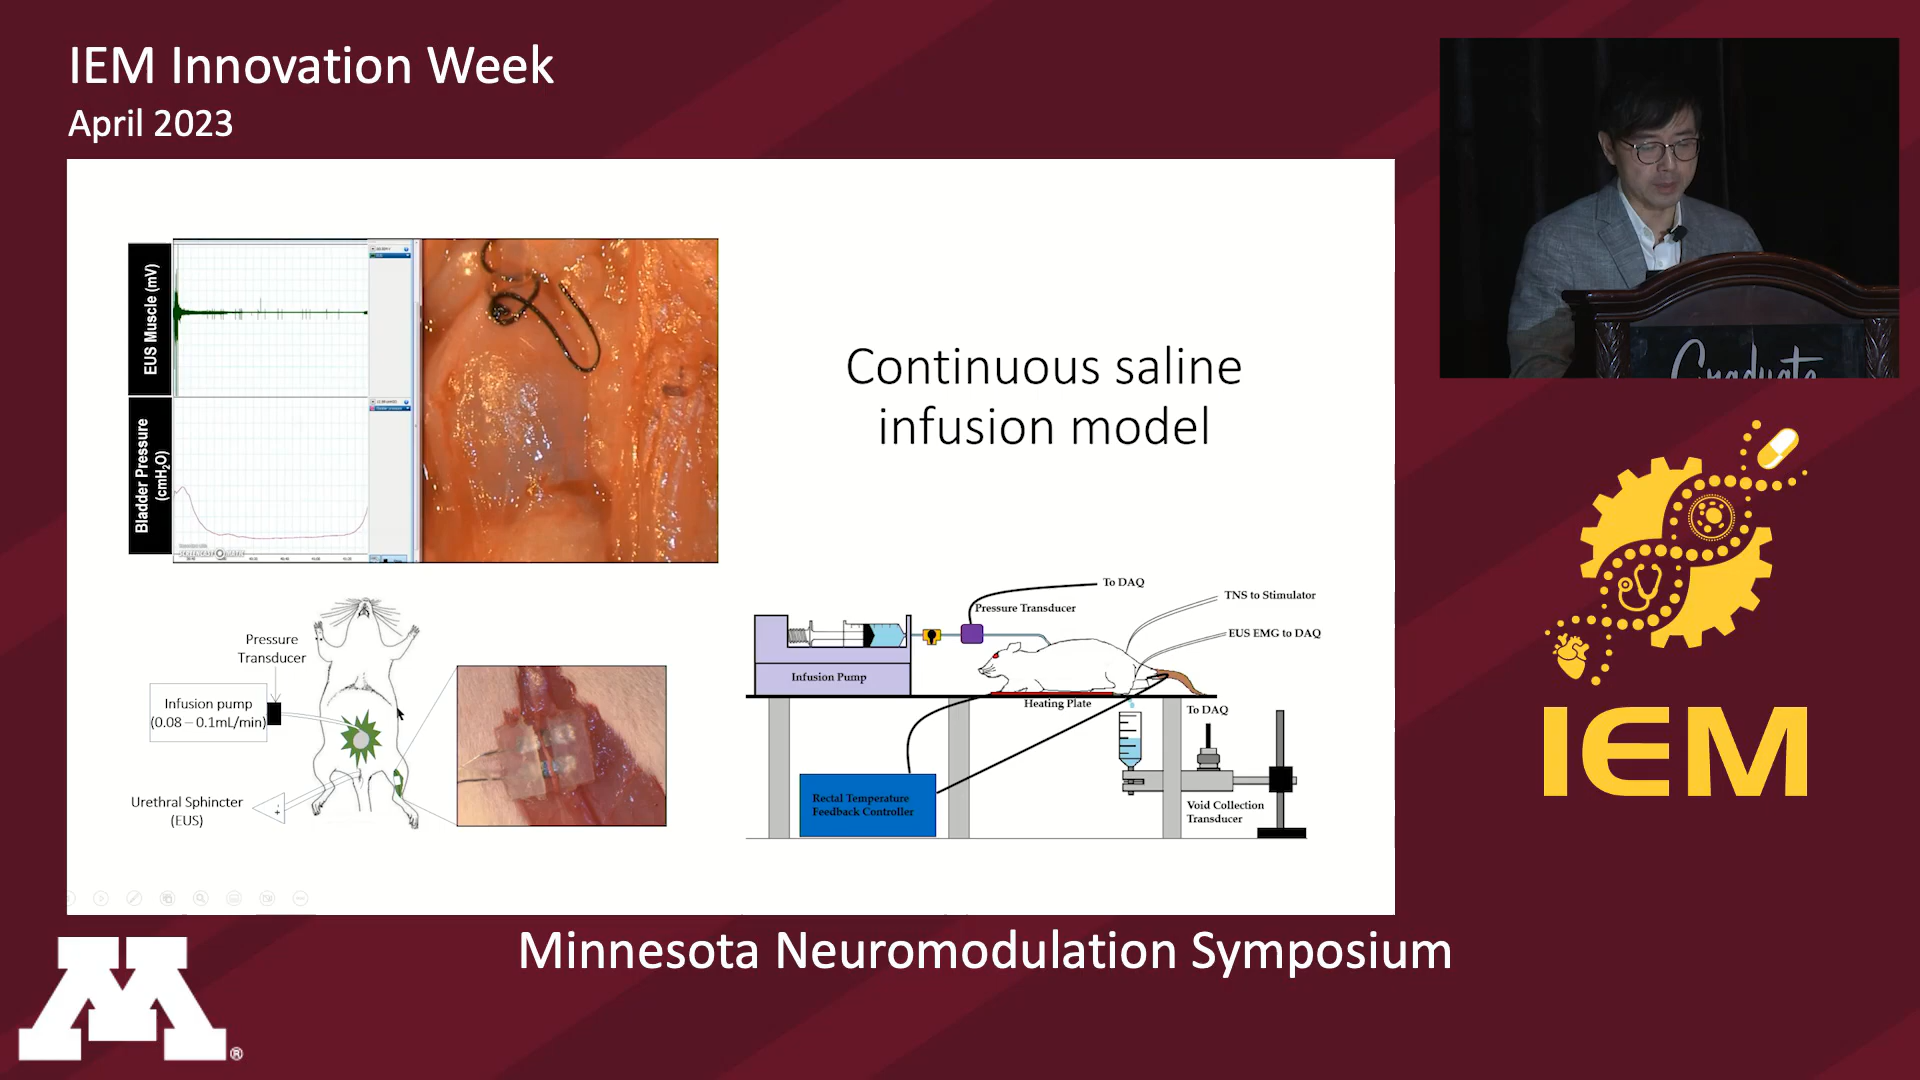 IEM Innovation Week
April 2023
EUS Muscle (mV)
Bladder Pressure
(cmH₂O)
Continuous saline
infusion model
Pressure
Transducer
Infusion pump
(0.08 – 0.1mL/min)
Urethral Sphincter
(EUS)
To DAQ
Pressure Transducer
TNS to Stimulator
EUS EMG to DAQ
Infusion Pump
Heating Plate
To DAQ
Rectal Temperature
Feedback Controller
Void Collection
Transducer
Graduate
IEM
Minnesota Neuromodulation Symposium
M®